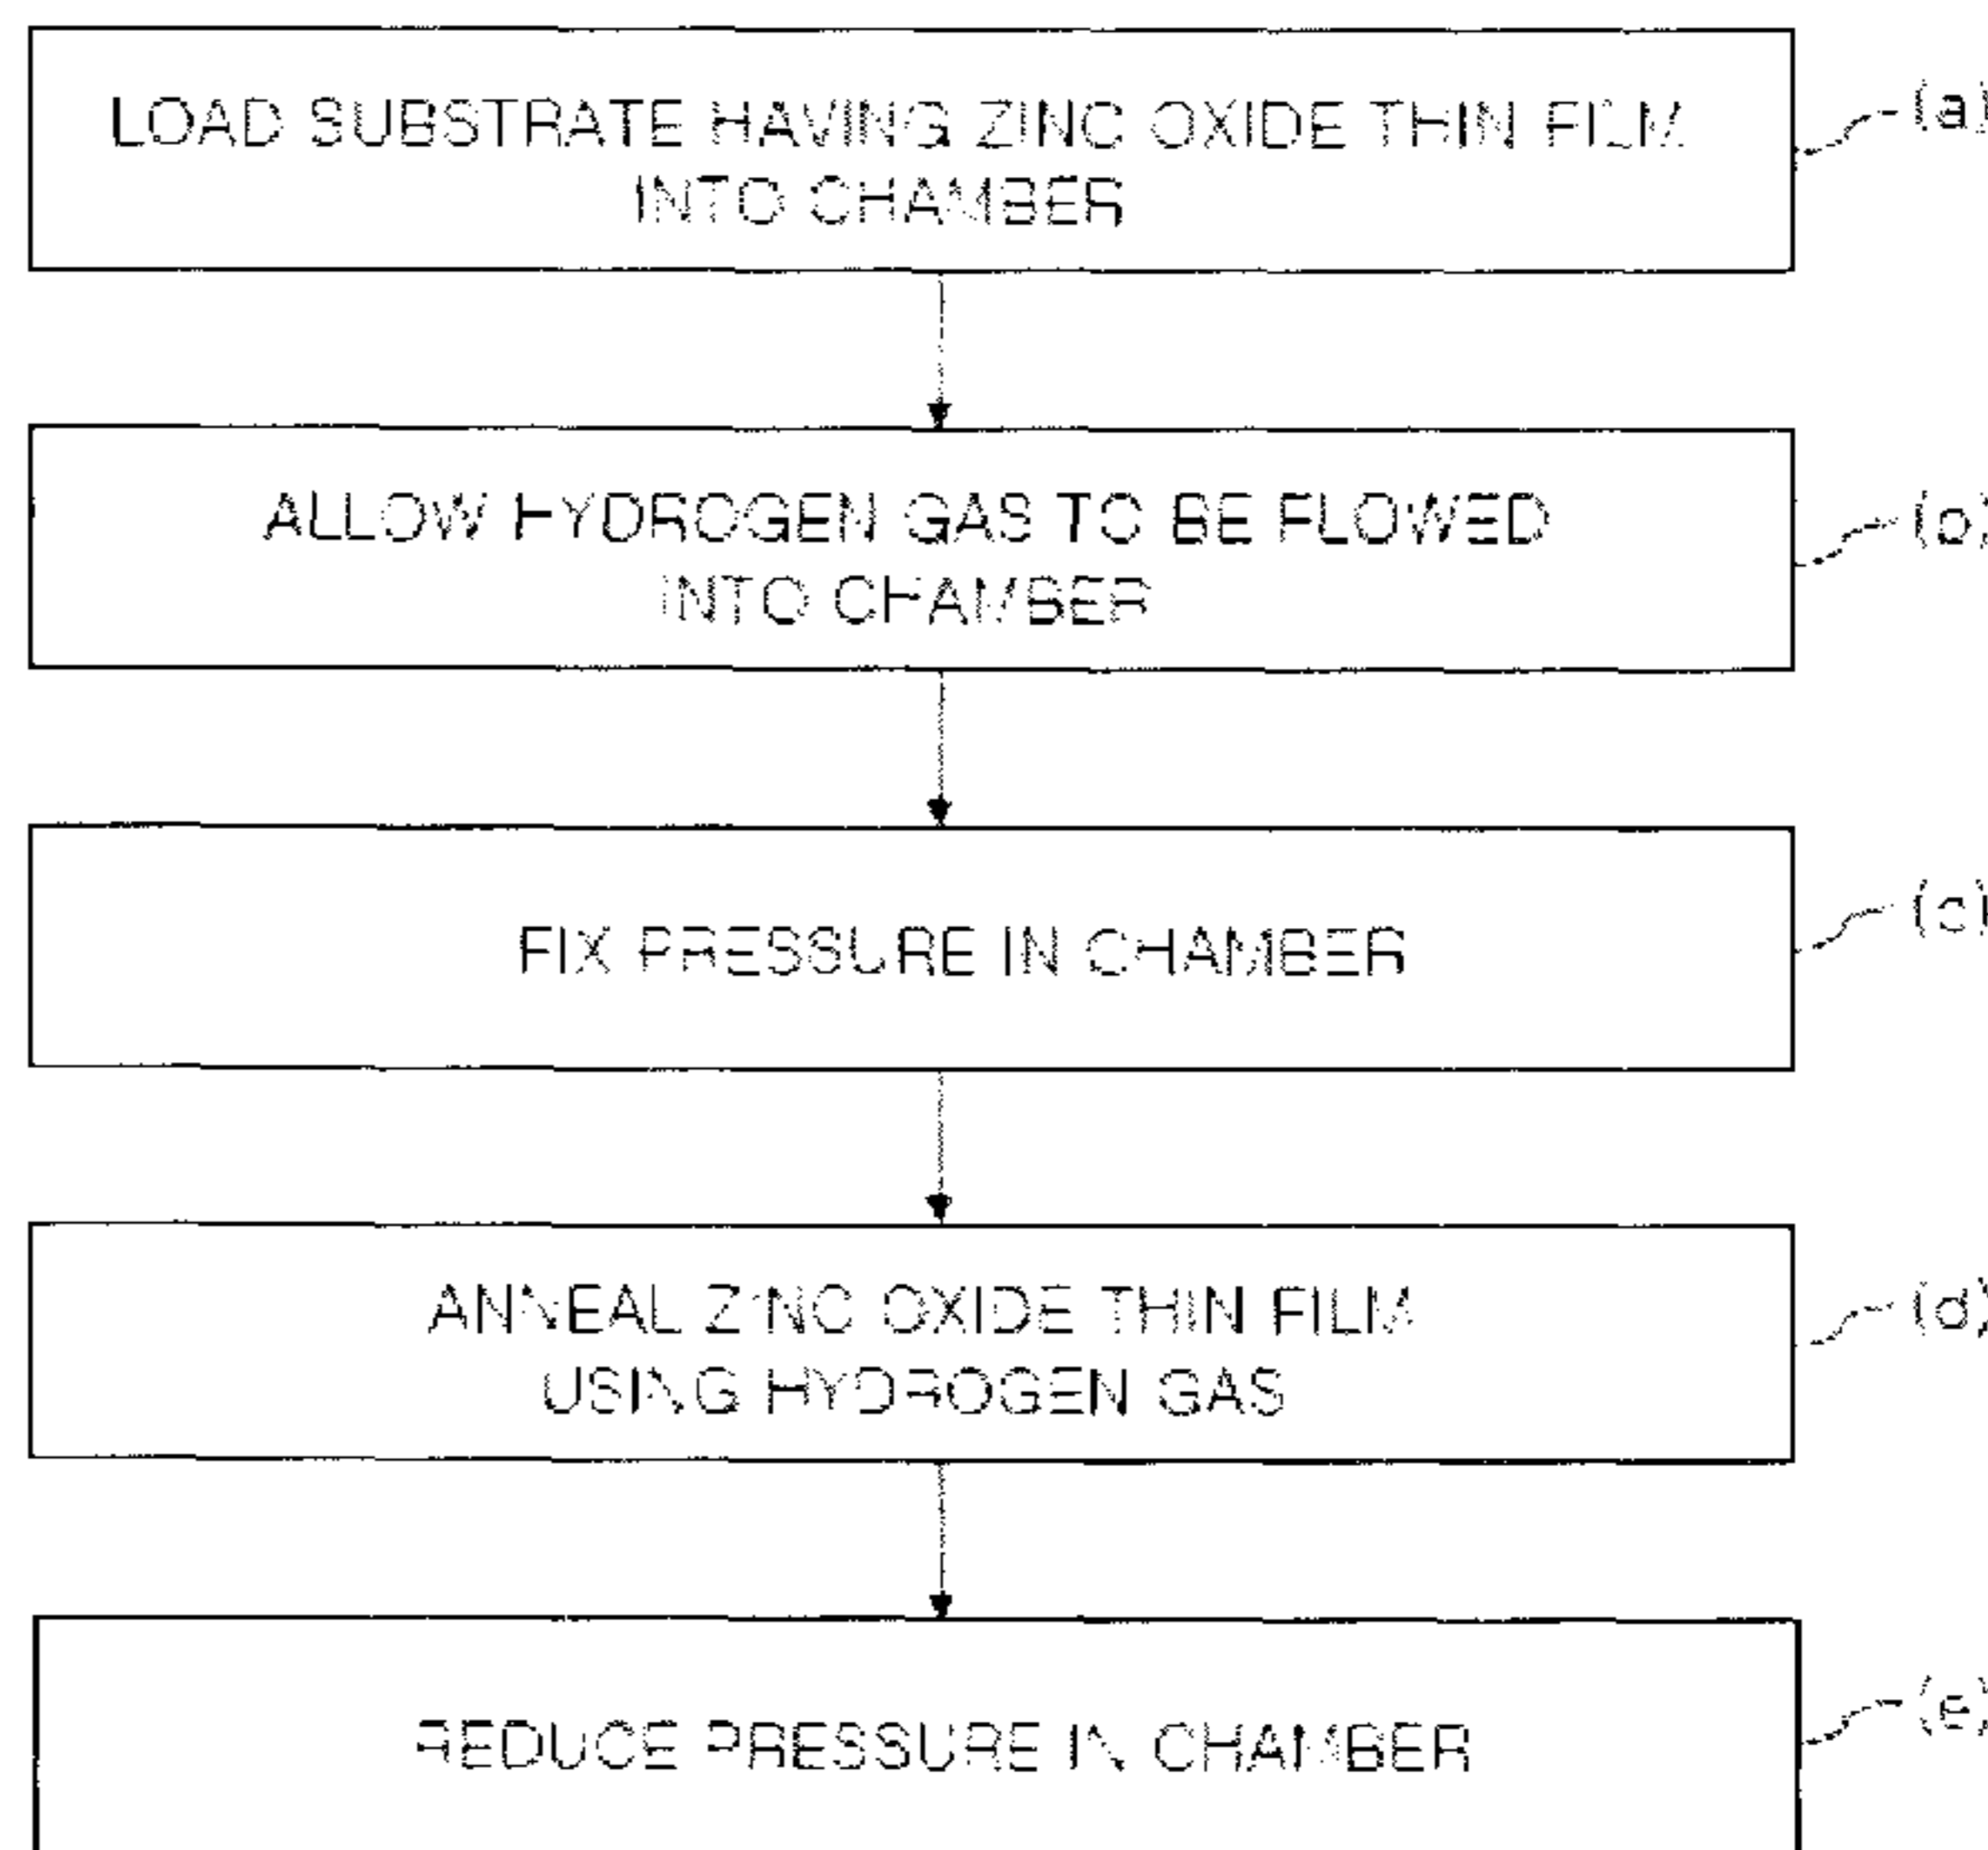 LOAD SUBSTRATE HAVING ZINC OXIDE THIN FILM
INTO CHAMBER
(a)
ALLOW HYDROGEN GAS TO BE FLOWED
INTO CHAMBER
(b)
FIX PRESSURE IN CHAMBER
(c)
ANNEAL ZINC OXIDE THIN FILM
USING HYDROGEN GAS
(d)
REDUCE PRESSURE IN CHAMBER
(e)